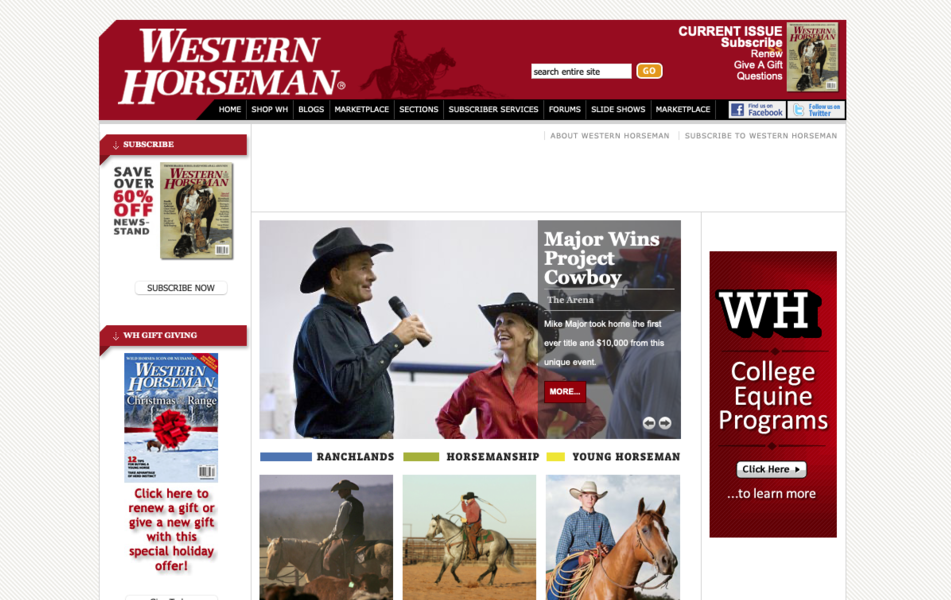 WESTERN
HORSEMAN®
search entire site
GO
CURRENT ISSUE
Subscribe
Renew
Give A Gift
Questions
HOME
SHOP WH
BLOGS
MARKETPLACE
SECTIONS
SUBSCRIBER SERVICES
FORUMS
SLIDE SHOWS
MARKETPLACE
Find us on
Facebook
Follow us on
Twitter
ABOUT WESTERN HORSEMAN
SUBSCRIBE TO WESTERN HORSEMAN
SUBSCRIBE
SAVE
OVER
60%
OFF
NEWS-
STAND
WESTERN
HORSEMAN
SUBSCRIBE NOW
WH GIFT GIVING
WESTERN
HORSEMAN
Christmas on the Range
12
Click here to
renew a gift or
give a new gift
with this
special holiday
offer!
Major Wins
Project
Cowboy
The Arena
Mike Major took home the first
ever title and $10,000 from this
unique event.
MORE...
RANCHLANDS
HORSEMANSHIP
YOUNG HORSEMAN
WH
College
Equine
Programs
Click Here
...to learn more